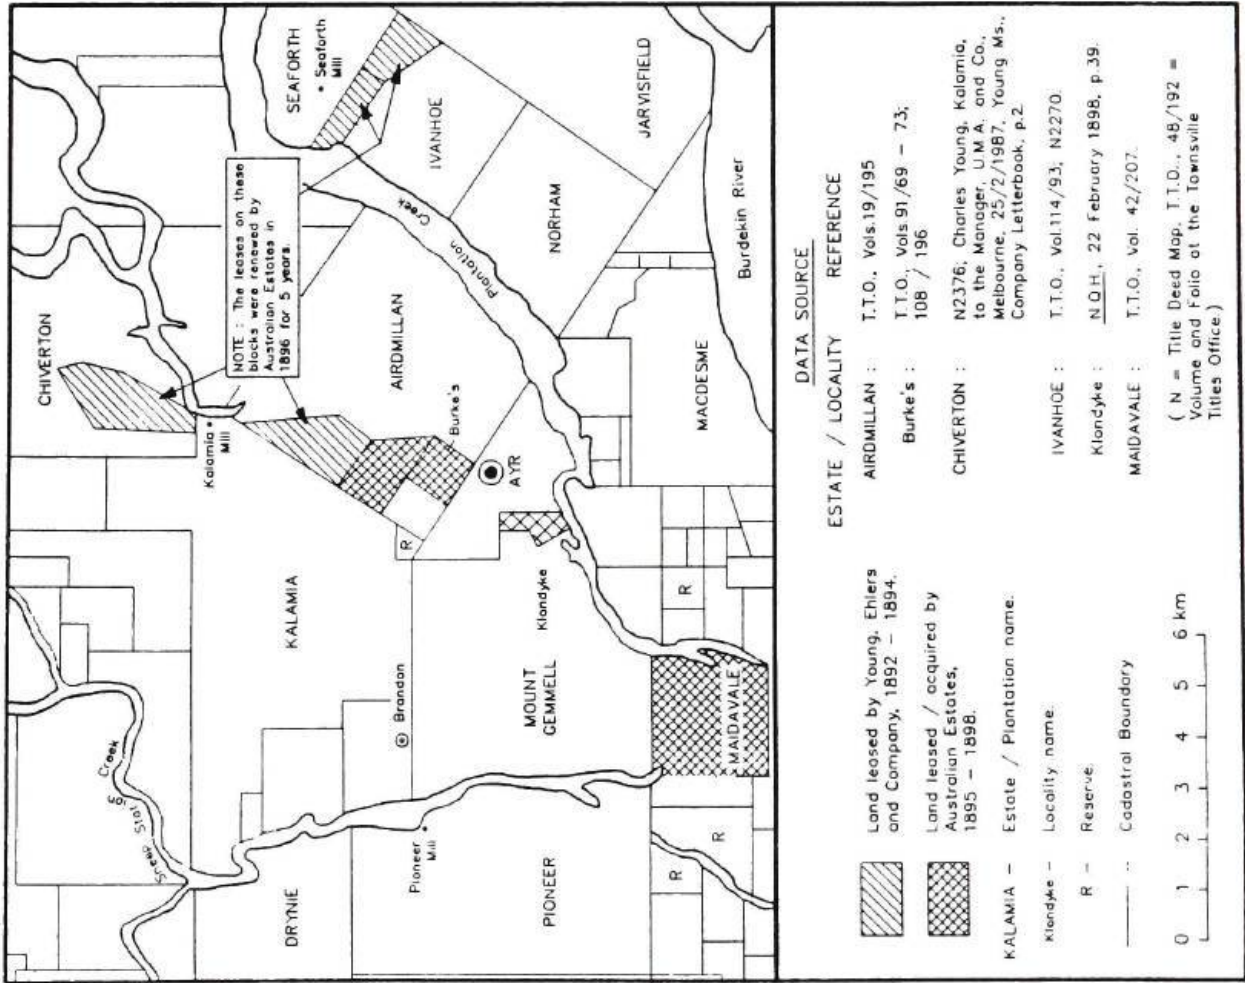 CHIVERTON
SEAFORTH
Seaforth
Mill
NOTE : The leases on these
blocks were renewed by
Australian Estates in
1896 for 5 years.
IVANHOE
JARVISFIELD
Kalamia
Mill
AIRDMILLAN
Burke's
Plantation Creek
NORHAM
Burdekin River
KALAMIA
R
AYR
MACDESME
Sheep Station Creek
Brandon
Klondyke
R
MOUNT
GEMMELL
DRYNIE
Pioneer
Mill
MAIDAVALE
PIONEER
R
R
Land leased by Young, Ehlers
and Company, 1892 - 1894.
Land leased / acquired by
Australian Estates,
1895 - 1898.
KALAMIA - Estate / Plantation name.
Klondyke - Locality name.
R - Reserve.
Cadastral Boundary
0 1 2 3 4 5 6 km
DATA SOURCE
ESTATE / LOCALITY REFERENCE
AIRDMILLAN : T.T.O., Vols.19/195
Burke's : T.T.O., Vols 91/69 - 73;
108 / 196
CHIVERTON : N2376; Charles Young, Kalamia,
to the Manager, U.M.A. and Co.,
Melbourne, 25/2/1987, Young Ms.,
Company Letterbook, p.2
IVANHOE : T.T.O., Vol.114/93; N2270.
Klondyke : N.Q.H., 22 February 1898, p.39.
MAIDAVALE : T.T.O., Vol. 42/207.
( N = Title Deed Map, T.T.O., 48/192 =
Volume and Folio at the Townsville
Titles Office.)